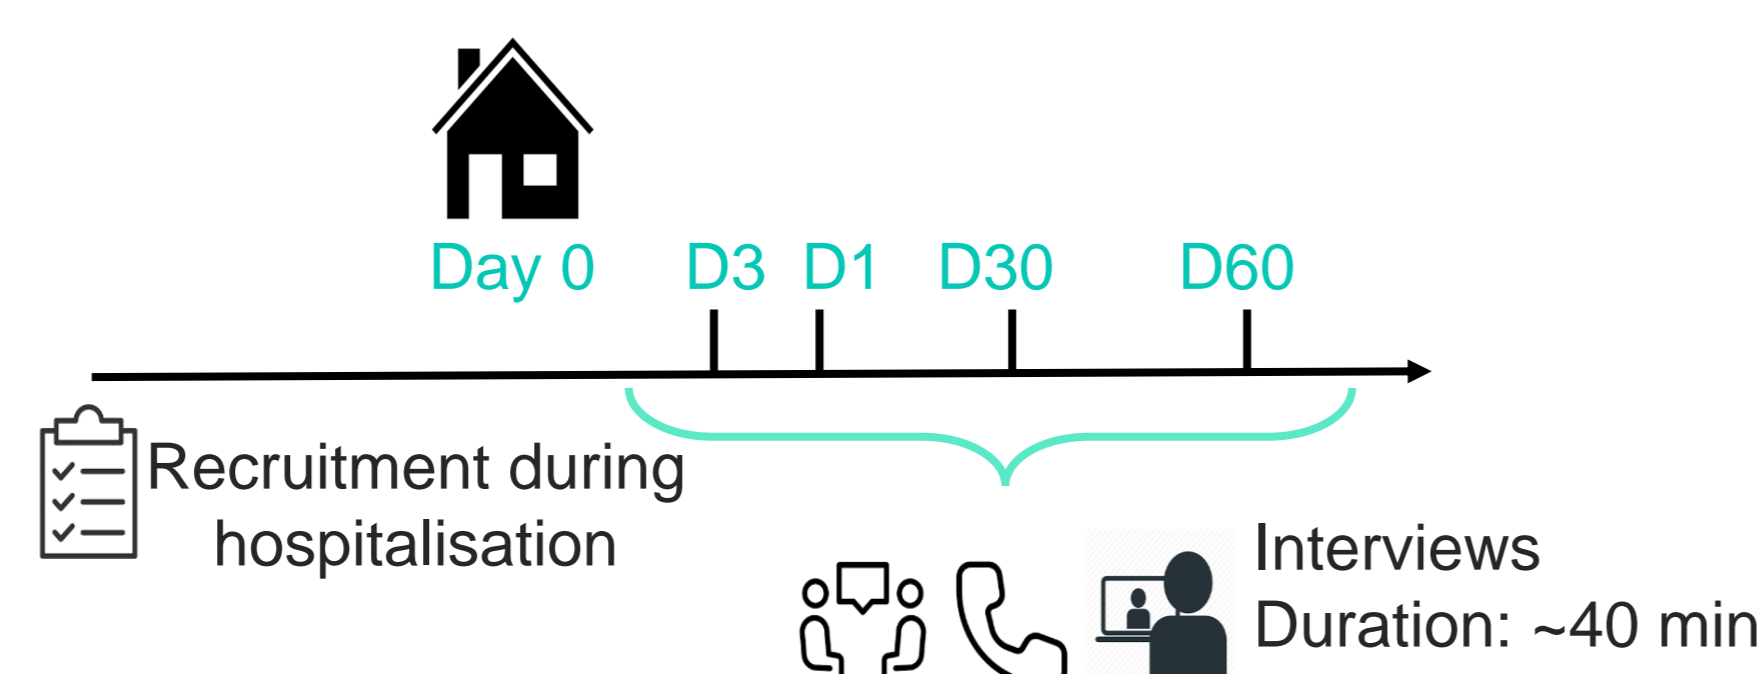 Day 0 D3 D1 D30 D60
Recruitment during
hospitalisation
Interviews
Duration: ~40 min